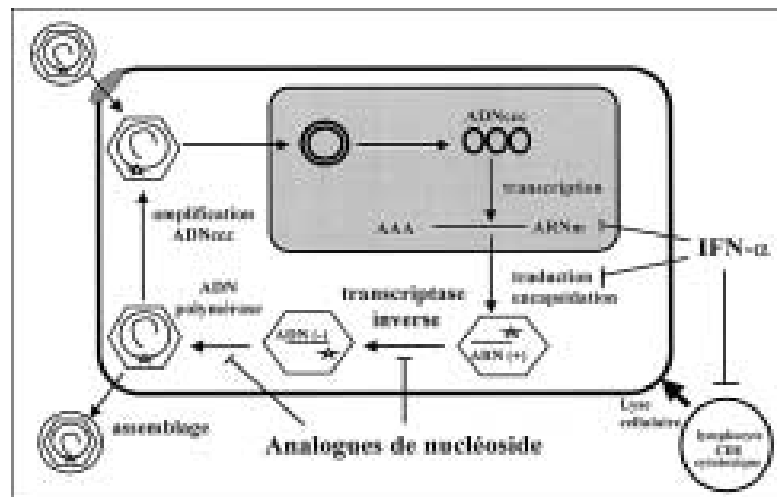 ADNccc
transcription
AAA
ARNm
IFN-α
amplification
ADNccc
traduction
encapsidation
ADN
polymérase
transcriptase
inverse
ADN (-)
ARN (+)
assemblage
Analogues de nucléoside
Lyse
cellulaire
lymphocyte
CD8
cytotoxique